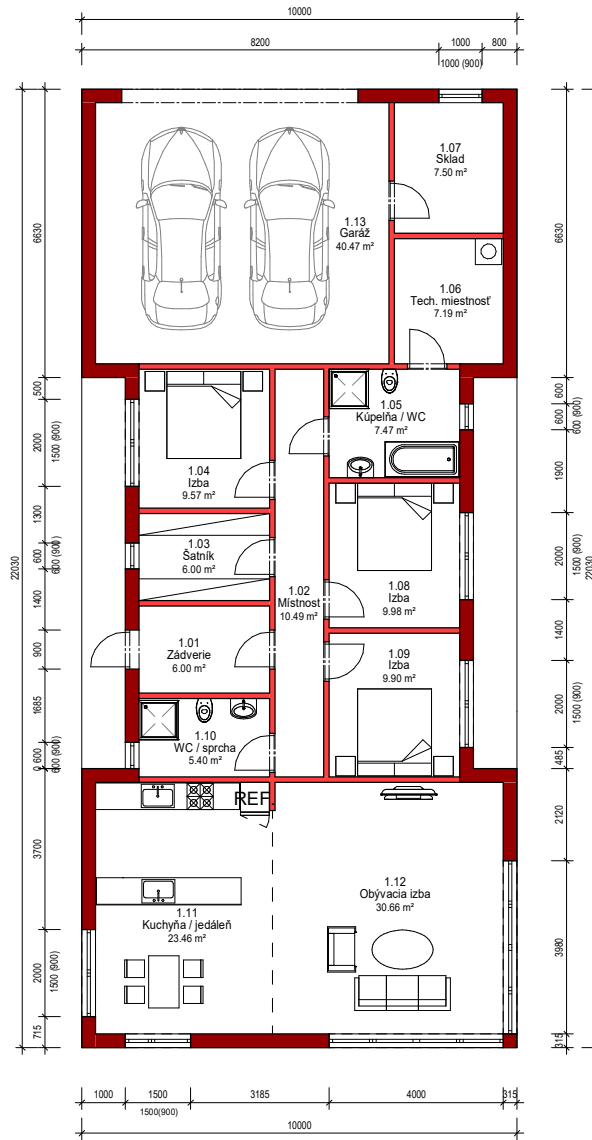 10000
8200
1000
800
1000 (900)
1.07
Sklad
7.50 m²
1.13
Garáž
40.47 m²
6630
6630
1.06
Tech. miestnosť
7.19 m²
500
2000
1500 (900)
1300
600
600 (900)
1400
900
1685
600
600 (900)
22030
3700
2000
1500 (900)
715
1.05
Kúpelňa / WC
7.47 m²
1.04
Izba
9.57 m²
1.03
Šatník
6.00 m²
1.02
Místnost
10.49 m²
1.08
Izba
9.98 m²
1.01
Zádverie
6.00 m²
1.09
Izba
9.90 m²
1.10
WC / sprcha
5.40 m²
REF.
1.12
Obývacia izba
30.66 m²
1.11
Kuchyňa / jedáleň
23.46 m²
600
600
600 (900)
1900
2000
1500 (900)
22030
1400
2000
1500 (900)
485
2120
3980
315
1000
1500
3185
4000
315
1500(900)
10000